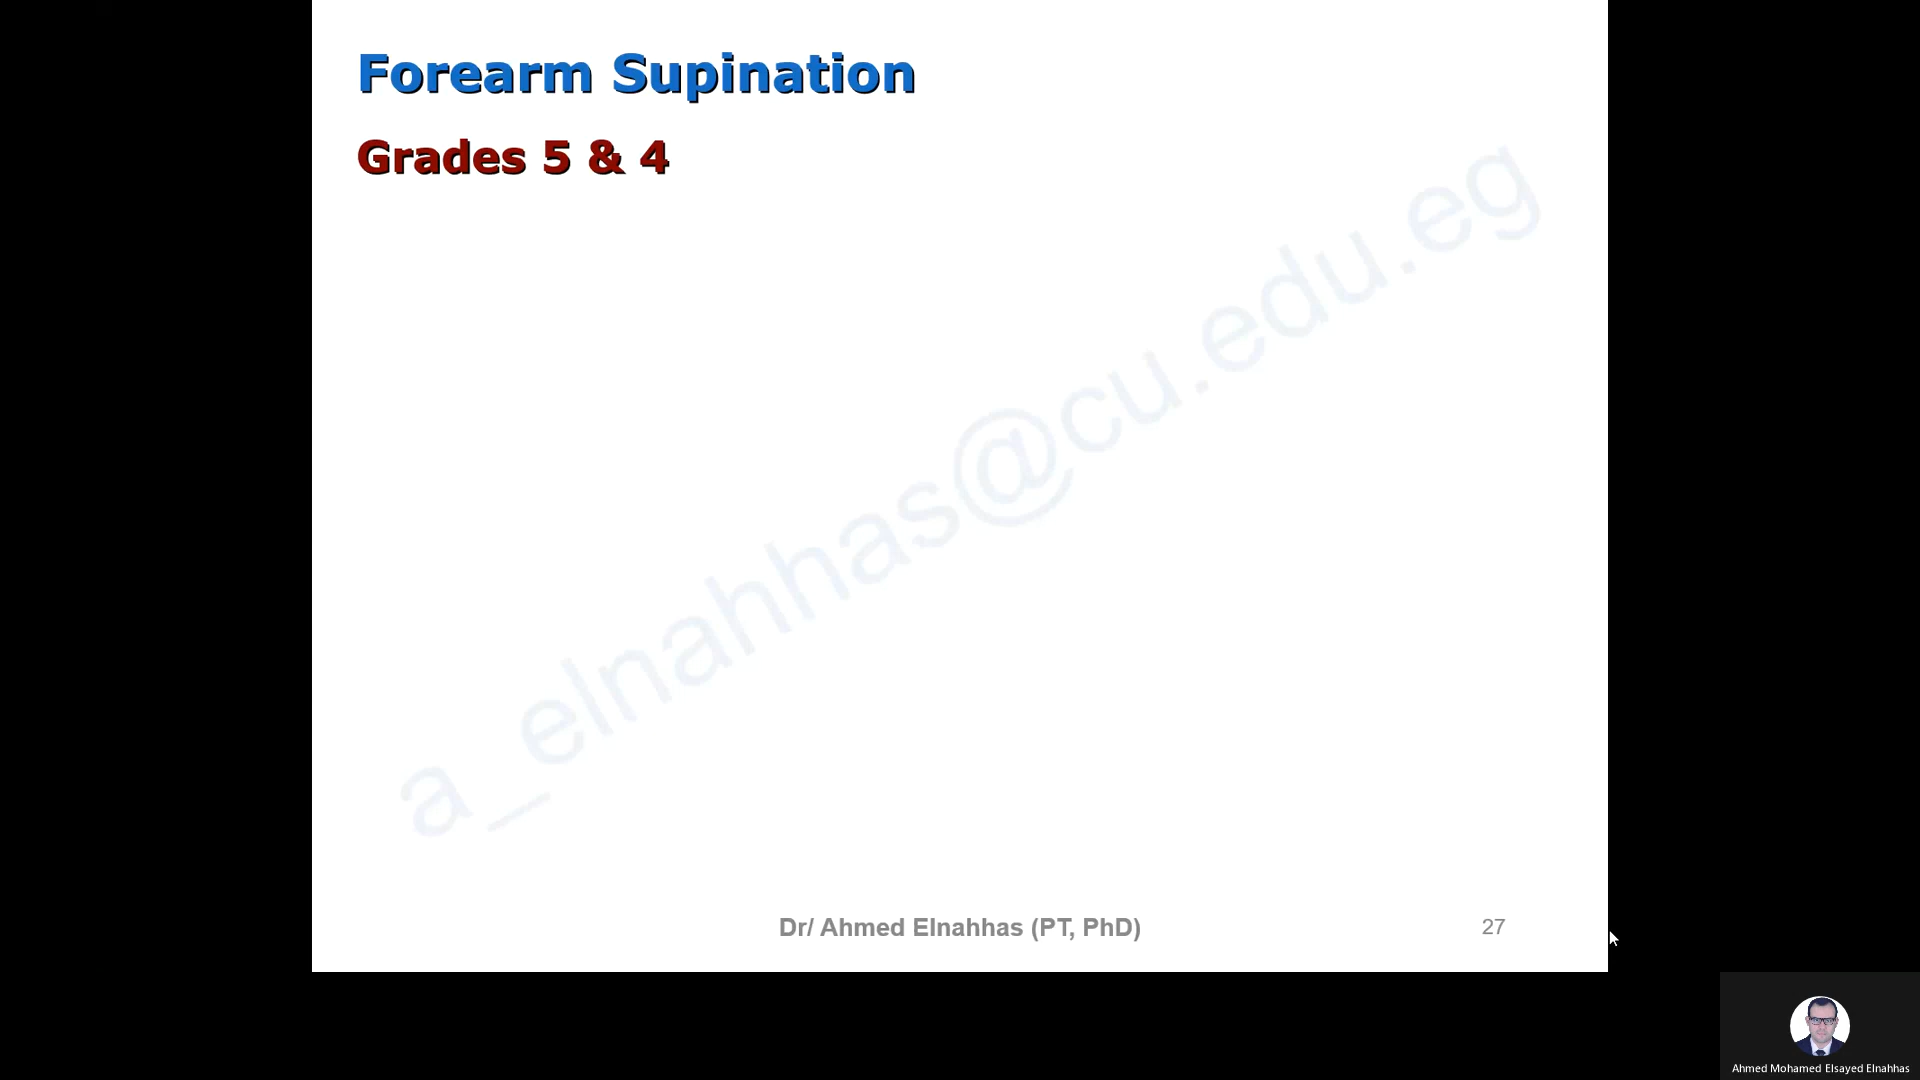 Forearm Supination
Grades 5 & 4
a_elnahhas@cu.edu.eg
Dr/ Ahmed Elnahhas (PT, PhD)
27
Ahmed Mohamed Elsayed Elnahhas